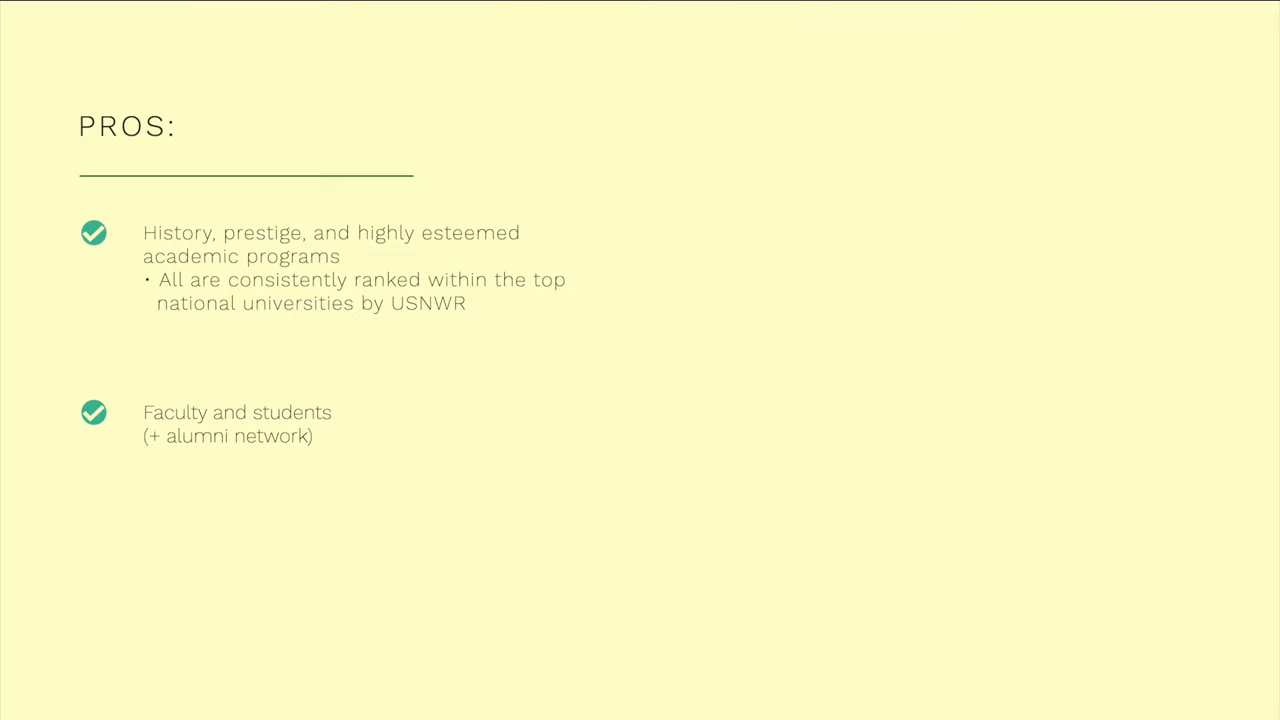 PROS:
History, prestige, and highly esteemed
academic programs
• All are consistently ranked within the top
national universities by USNWR
Faculty and students
(+ alumni network)